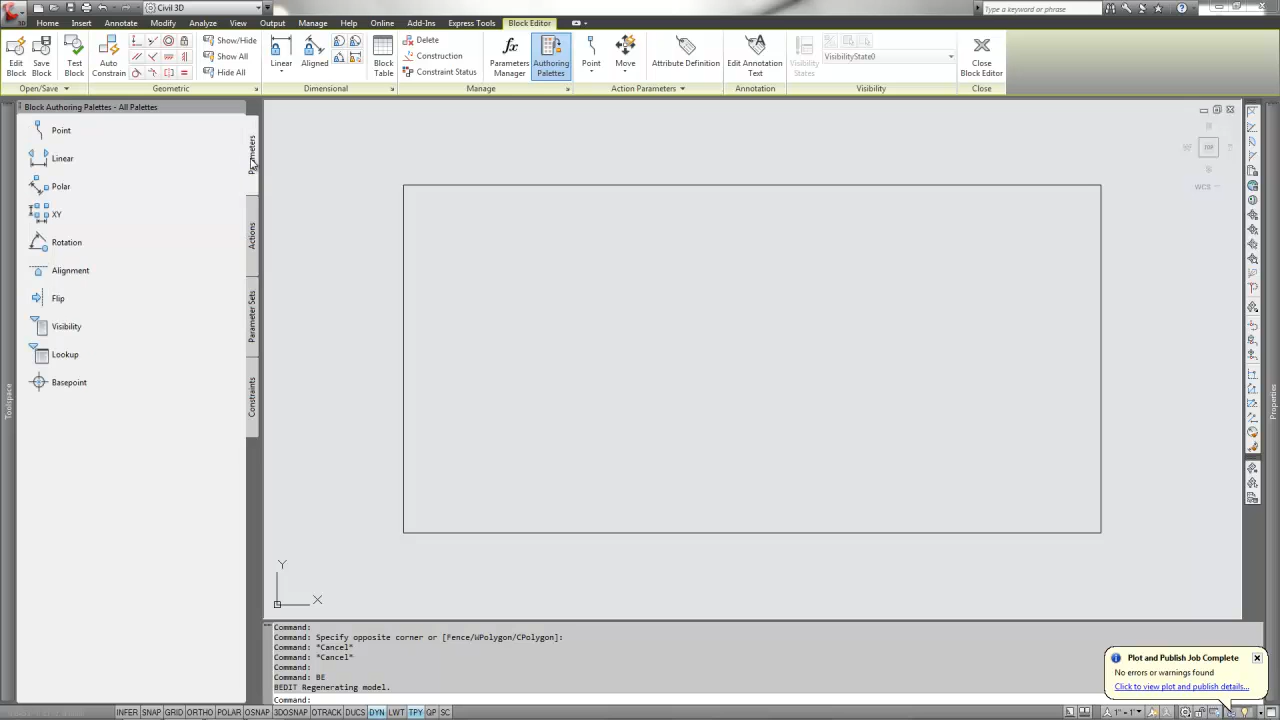 Civil 3D
Type a keyword or phrase
Home Insert Annotate Modify Analyze View Output Manage Help Online Add-Ins Express Tools Block Editor
Edit Block
Save Block
Test Block
Auto Constrain
Show/Hide
Show All
Hide All
Linear
Aligned
Block Table
Delete
Construction
Constraint Status
Parameters Manager
Authoring Palettes
Point
Move
Attribute Definition
Edit Annotation Text
Visibility States
VisibilityState0
Close Block Editor
Open/Save Geometric Dimensional Manage Action Parameters Annotation Visibility Close
Block Authoring Palettes - All Palettes
Point
Linear
Polar
XY
Rotation
Alignment
Flip
Visibility
Lookup
Basepoint
Parameters
Actions
Parameter Sets
Constraints
Toolspace
Properties
TOP
WCS
Y
X
Command:
Command: Specify opposite corner or [Fence/WPolygon/CPolygon]:
Command: *Cancel*
Command: *Cancel*
Command:
Command: BE
BEDIT Regenerating model.
Command:
Plot and Publish Job Complete
No errors or warnings found
Click to view plot and publish details...
INFER SNAP GRID ORTHO POLAR OSNAP 3DOSNAP OTRACK DUCS DYN LWT TPY QP SC
1" = 1"